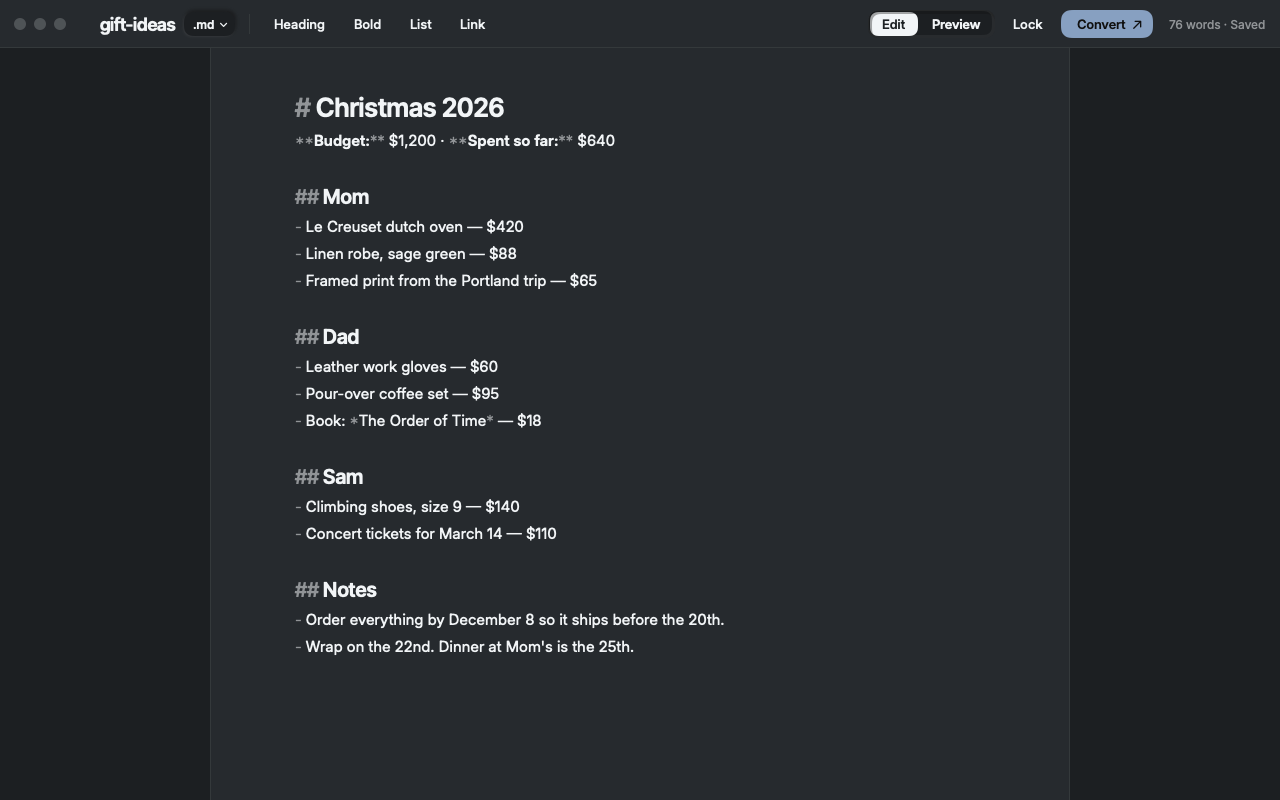 gift-ideas .md Heading Bold List Link Edit Preview Lock Convert ↗ 76 words · Saved
# Christmas 2026
**Budget:** $1,200 · **Spent so far:** $640
## Mom
- Le Creuset dutch oven — $420
- Linen robe, sage green — $88
- Framed print from the Portland trip — $65
## Dad
- Leather work gloves — $60
- Pour-over coffee set — $95
- Book: *The Order of Time* — $18
## Sam
- Climbing shoes, size 9 — $140
- Concert tickets for March 14 — $110
## Notes
- Order everything by December 8 so it ships before the 20th.
- Wrap on the 22nd. Dinner at Mom's is the 25th.